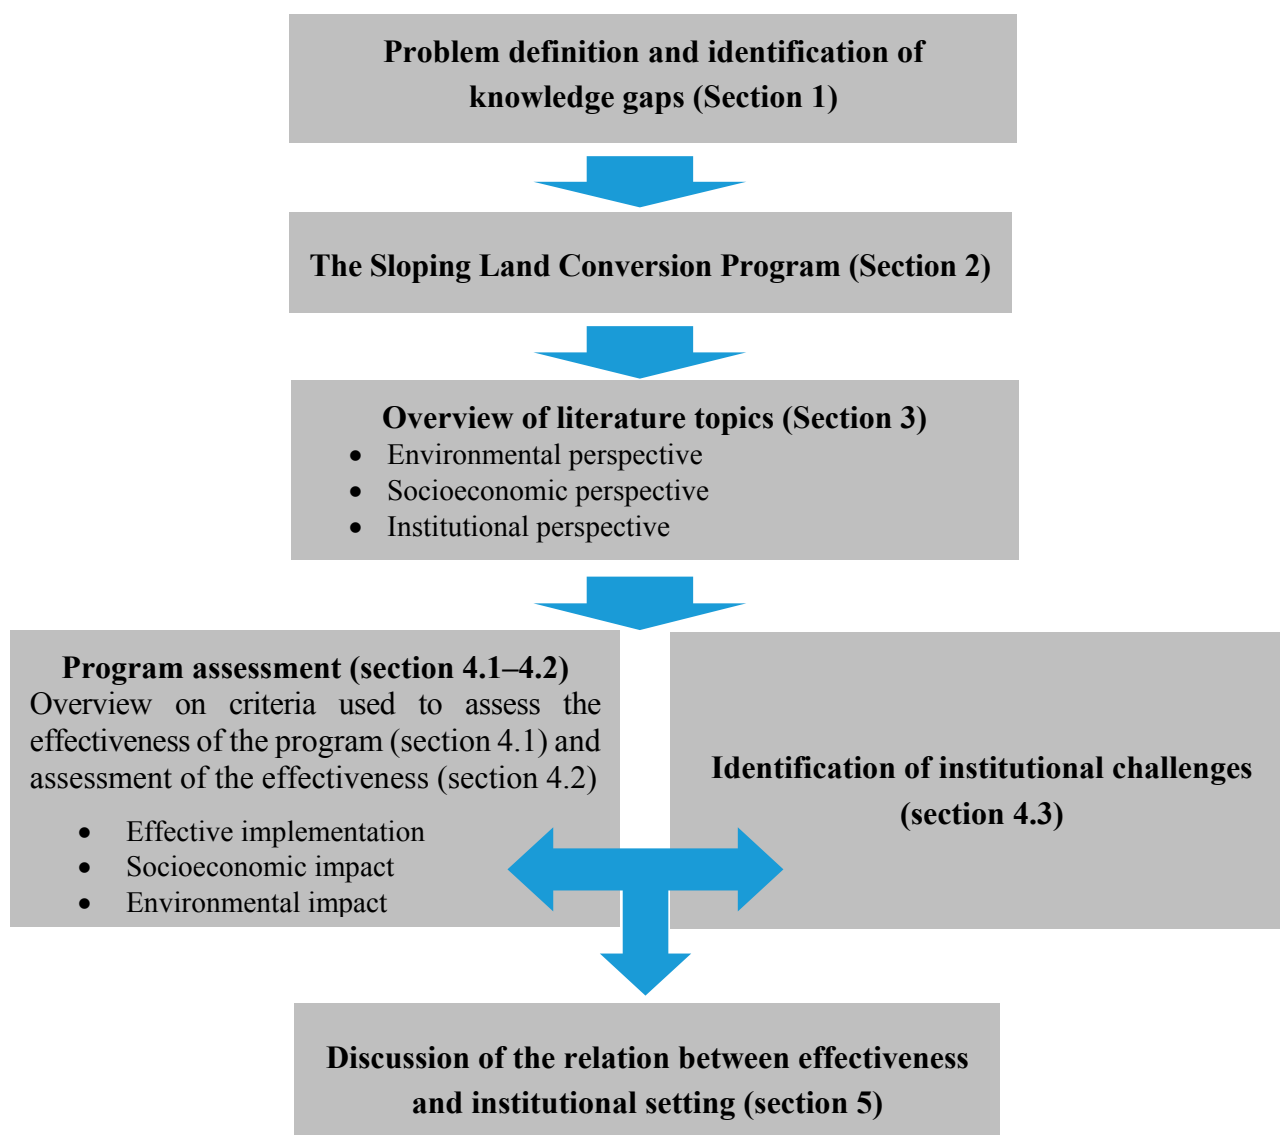 Problem definition and identification of
knowledge gaps (Section 1)
The Sloping Land Conversion Program (Section 2)
Overview of literature topics (Section 3)
• Environmental perspective
• Socioeconomic perspective
• Institutional perspective
Program assessment (section 4.1–4.2)
Overview on criteria used to assess the
effectiveness of the program (section 4.1) and
assessment of the effectiveness (section 4.2)
• Effective implementation
• Socioeconomic impact
• Environmental impact
Identification of institutional challenges
(section 4.3)
Discussion of the relation between effectiveness
and institutional setting (section 5)